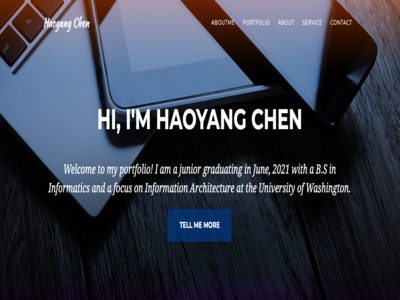 Haoyang Chen
ABOUTME PORTFOLIO ABOUT SERVICE CONTACT
HI, I'M HAOYANG CHEN
Welcome to my portfolio! I am a junior graduating in June, 2021 with a B.S in
Informatics and a focus on Information Architecture at the University of Washington.
TELL ME MORE